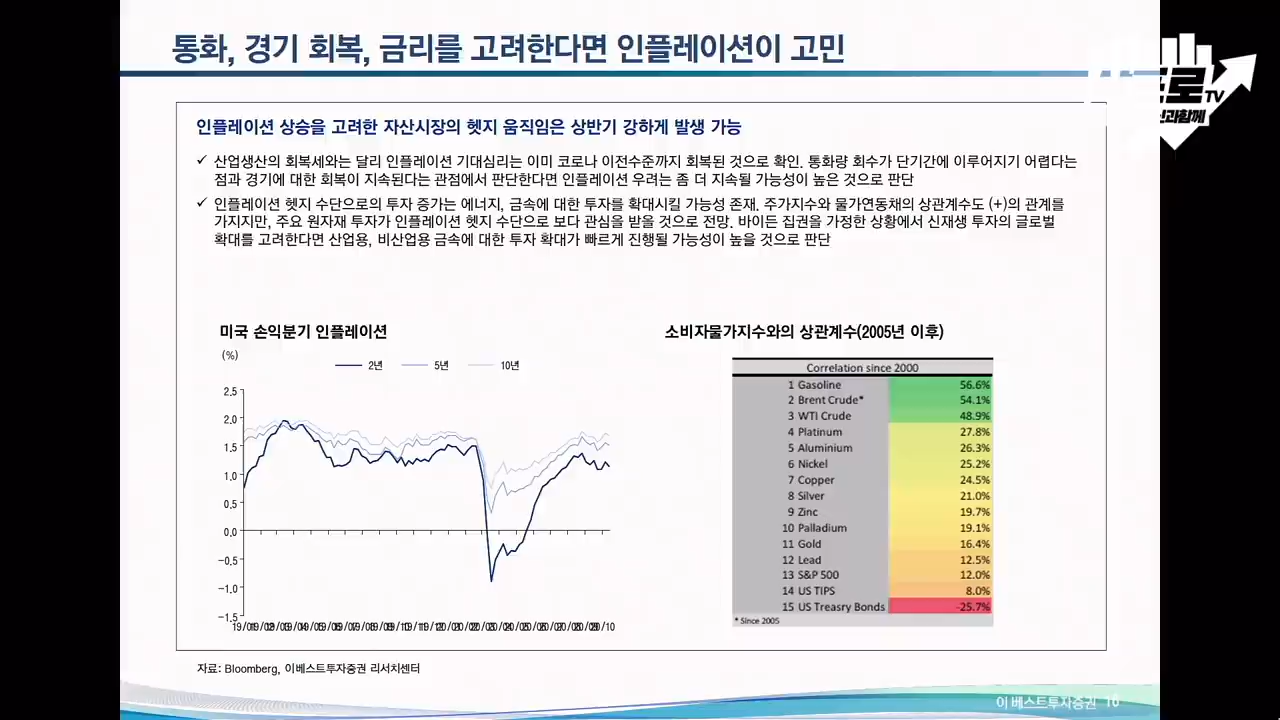 통화, 경기 회복, 금리를 고려한다면 인플레이션이 고민
로TV
신과함께
인플레이션 상승을 고려한 자산시장의 헷지 움직임은 상반기 강하게 발생 가능
✓ 산업생산의 회복세와는 달리 인플레이션 기대심리는 이미 코로나 이전수준까지 회복된 것으로 확인. 통화량 회수가 단기간에 이루어지기 어렵다는
점과 경기에 대한 회복이 지속된다는 관점에서 판단한다면 인플레이션 우려는 좀 더 지속될 가능성이 높은 것으로 판단
✓ 인플레이션 헷지 수단으로의 투자 증가는 에너지, 금속에 대한 투자를 확대시킬 가능성 존재. 주가지수와 물가연동채의 상관계수도 (+)의 관계를
가지지만, 주요 원자재 투자가 인플레이션 헷지 수단으로 보다 관심을 받을 것으로 전망. 바이든 집권을 가정한 상황에서 신재생 투자의 글로벌
확대를 고려한다면 산업용, 비산업용 금속에 대한 투자 확대가 빠르게 진행될 가능성이 높을 것으로 판단
미국 손익분기 인플레이션
(%)
2년 5년 10년
2.5
2.0
1.5
1.0
0.5
0.0
-0.5
-1.0
-1.5
소비자물가지수와의 상관계수(2005년 이후)
Correlation since 2000
1 Gasoline 56.6%
2 Brent Crude* 54.1%
3 WTI Crude 48.9%
4 Platinum 27.8%
5 Aluminium 26.3%
6 Nickel 25.2%
7 Copper 24.5%
8 Silver 21.0%
9 Zinc 19.7%
10 Palladium 19.1%
11 Gold 16.4%
12 Lead 12.5%
13 S&P 500 12.0%
14 US TIPS 8.0%
15 US Treasry Bonds -25.7%
* Since 2005
자료: Bloomberg, 이베스트투자증권 리서치센터
이베스트투자증권 16